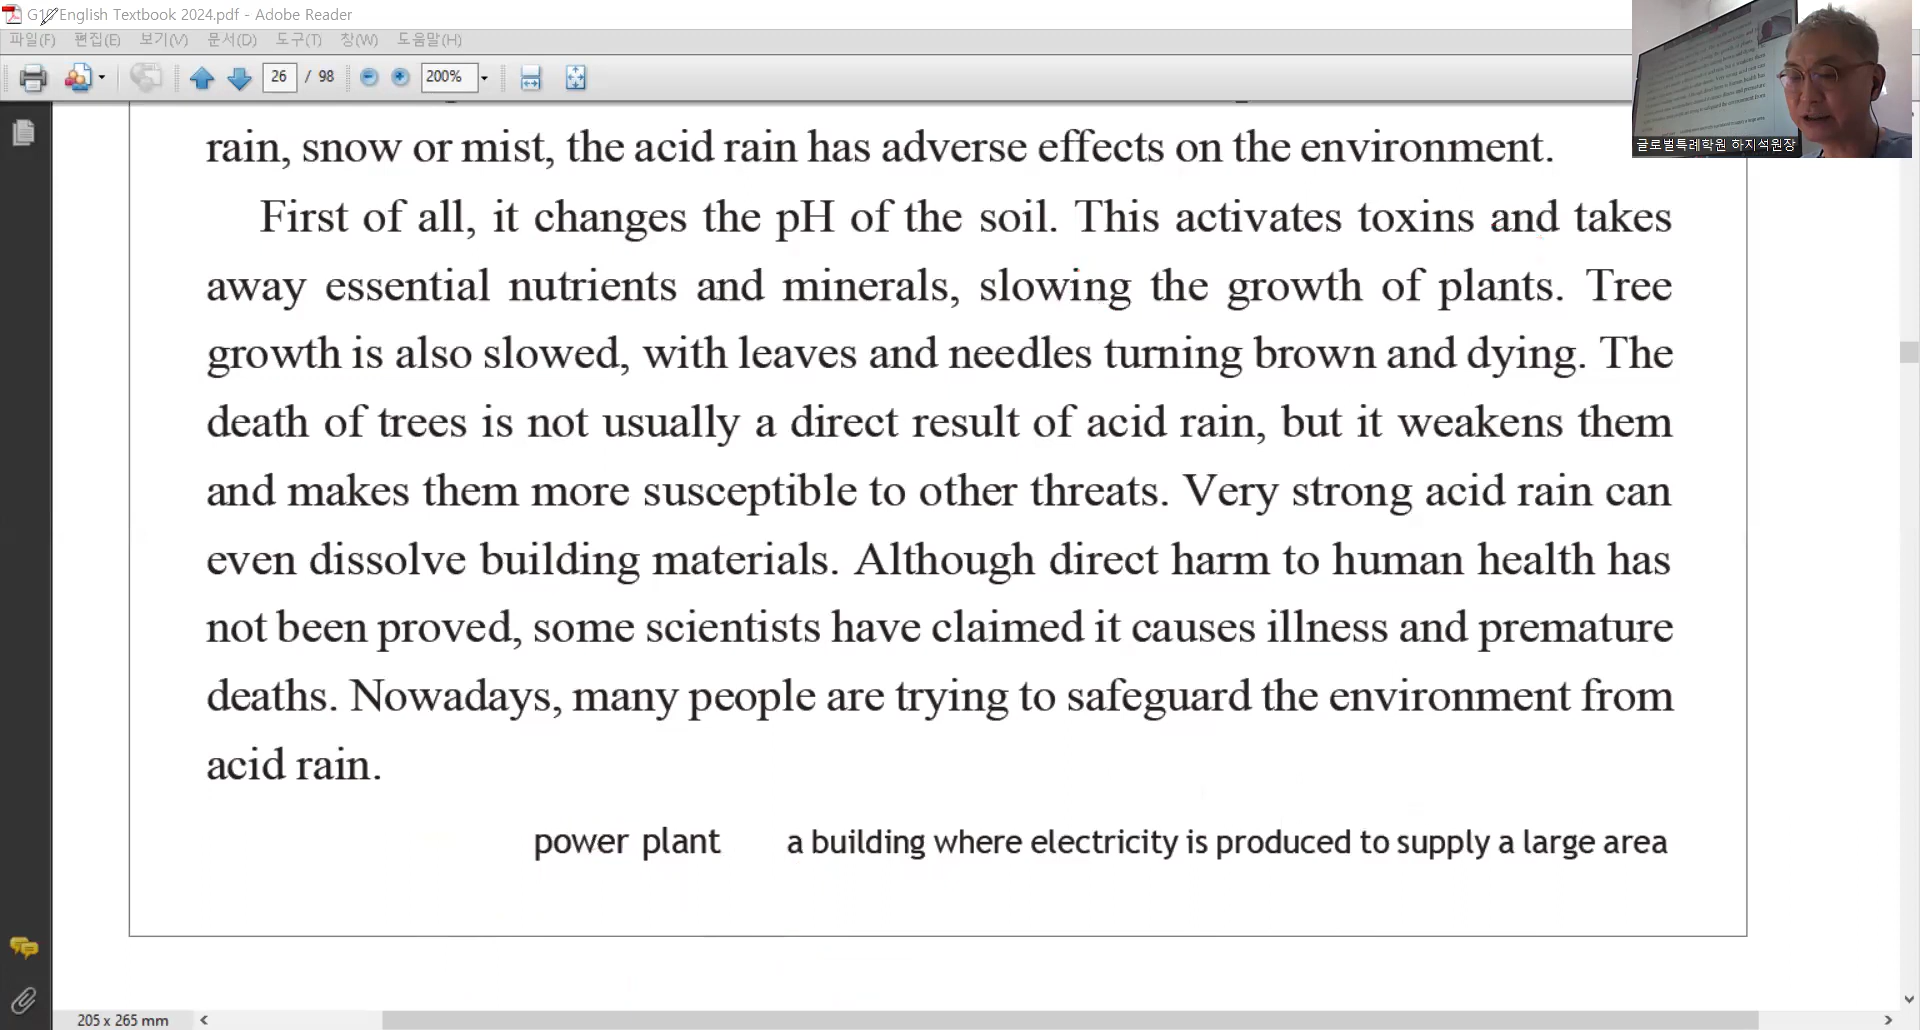 G10 English Textbook 2024.pdf - Adobe Reader
파일(F) 편집(E) 보기(V) 문서(D) 도구(T) 창(W) 도움말(H)
26 / 98 200%
글로벌특례학원 하지석원장
rain, snow or mist, the acid rain has adverse effects on the environment.
First of all, it changes the pH of the soil. This activates toxins and takes
away essential nutrients and minerals, slowing the growth of plants. Tree
growth is also slowed, with leaves and needles turning brown and dying. The
death of trees is not usually a direct result of acid rain, but it weakens them
and makes them more susceptible to other threats. Very strong acid rain can
even dissolve building materials. Although direct harm to human health has
not been proved, some scientists have claimed it causes illness and premature
deaths. Nowadays, many people are trying to safeguard the environment from
acid rain.
power plant a building where electricity is produced to supply a large area
205 x 265 mm